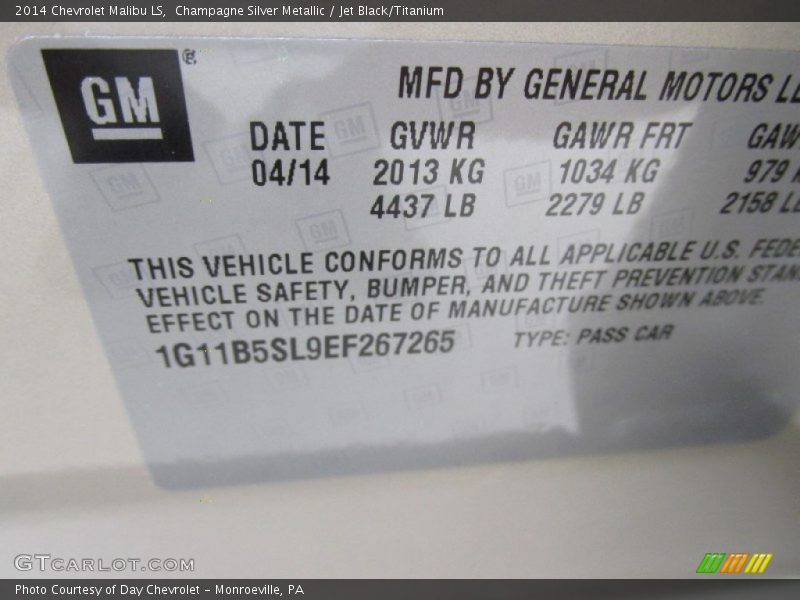 2014 Chevrolet Malibu LS,  Champagne Silver Metallic / Jet Black/Titanium
GM ®
MFD BY GENERAL MOTORS
DATE GVWR GAWR FRT
04/14 2013 KG 1034 KG 979
4437 LB 2279 LB 2158
THIS VEHICLE CONFORMS TO ALL APPLICABLE U.S.
VEHICLE SAFETY, BUMPER, AND THEFT PREVENTION
EFFECT ON THE DATE OF MANUFACTURE SHOWN ABOVE.
1G11B5SL9EF267265 TYPE: PASS CAR
GTCARLOT.COM
Photo Courtesy of Day Chevrolet – Monroeville, PA